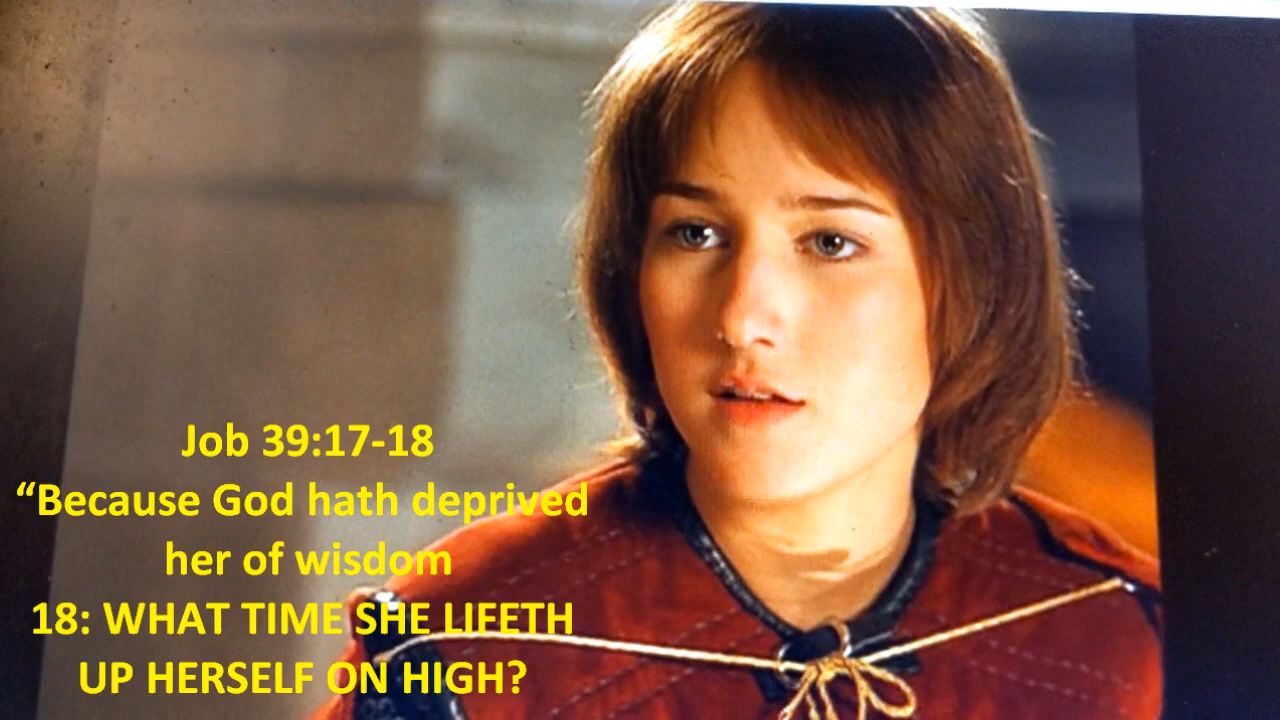 Job 39:17-18
“Because God hath deprived
her of wisdom
18: WHAT TIME SHE LIFETH
UP HERSELF ON HIGH?